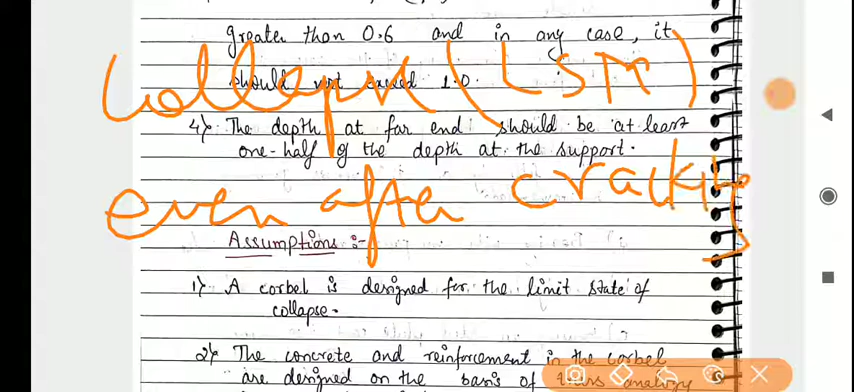 greater than 0.6 and in any case, it
should not exceed 1.0.
collapse (LSM)
4) The depth at far end should be at least
one-half of the depth at the support.
even after cracking
Assumptions :-
1) A corbel is designed for the limit state of
collapse.
2) The concrete and reinforcement in the corbel
are designed on the basis of truss analogy